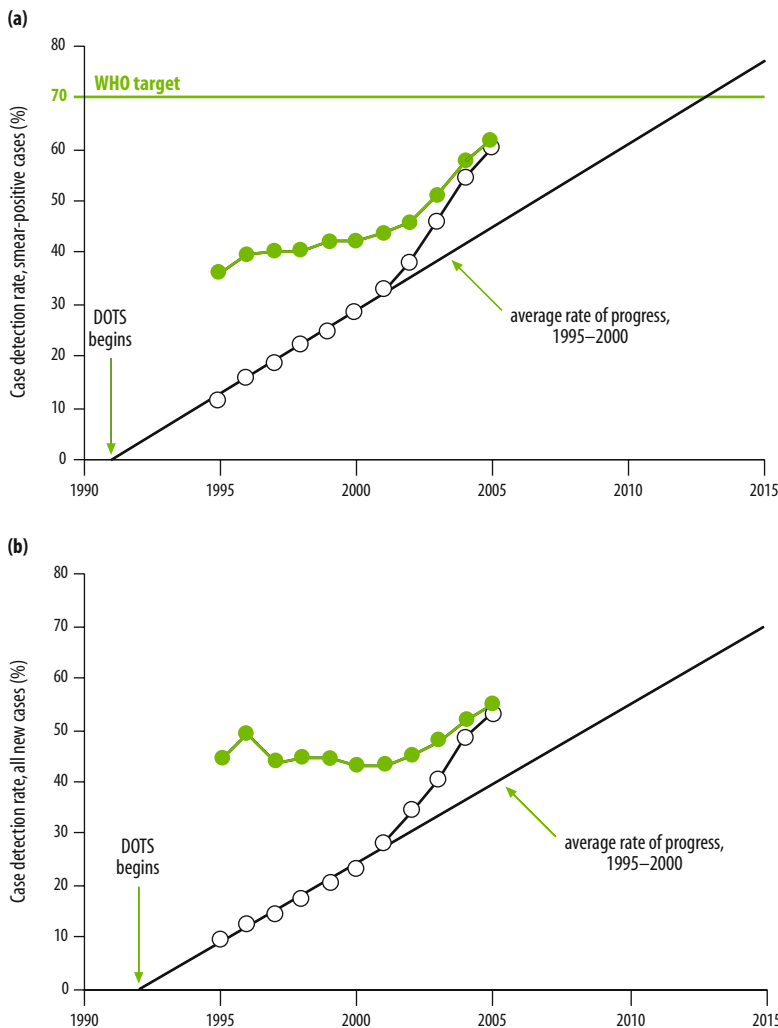 (a)
80
WHO target
70
60
50
40
30
20
10
0
Case detection rate, smear-positive cases (%)
DOTS
begins
average rate of progress,
1995–2000
1990
1995
2000
2005
2010
2015
(b)
80
70
60
50
40
30
20
10
0
Case detection rate, all new cases (%)
DOTS
begins
average rate of progress,
1995–2000
1990
1995
2000
2005
2010
2015